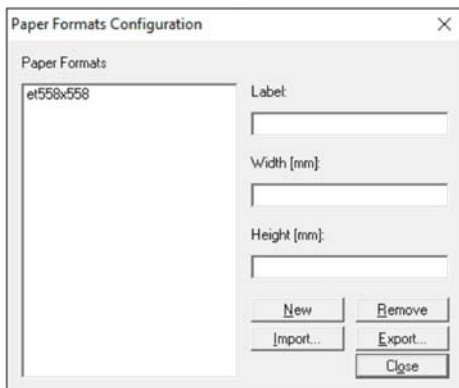 Paper Formats Configuration
Paper Formats
et558x558
Label:
Width [mm]:
Height [mm]:
New
Remove
Import...
Export...
Close